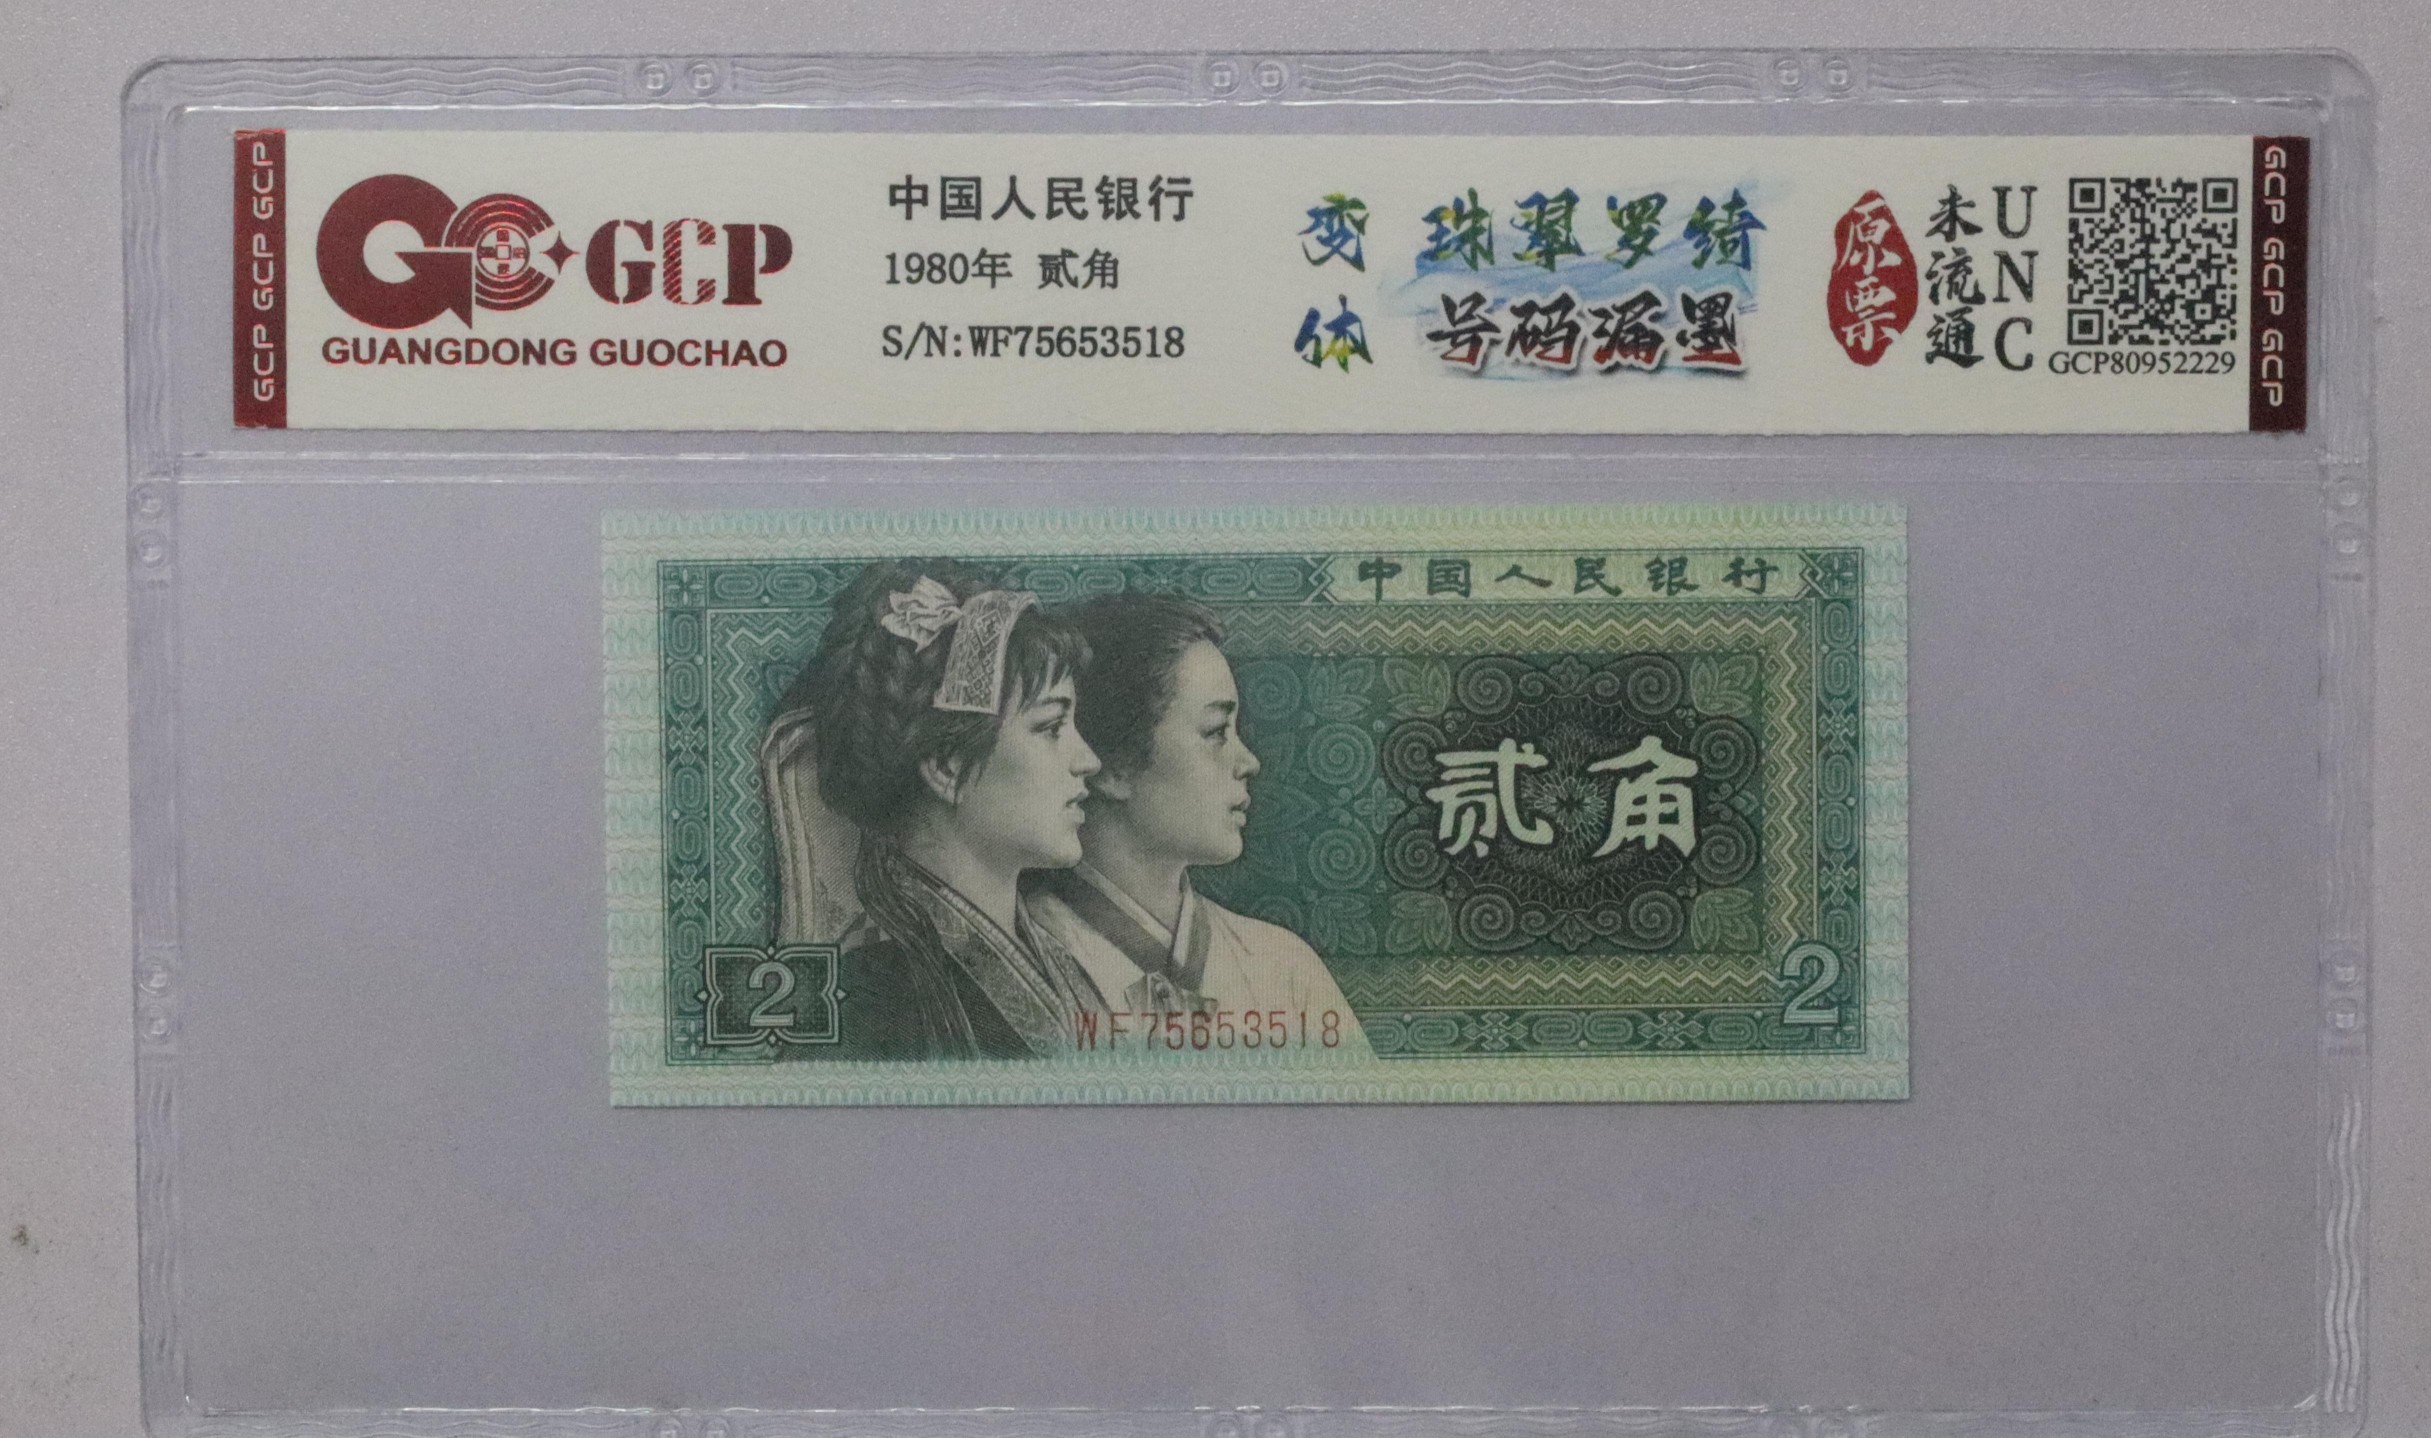 GCP GCP GCP
GCP
GUANGDONG GUOCHAO
中国人民银行
1980年 贰角
S/N:WF75653518
变体
珠翠罗绮
号码漏墨
原票
未流通
UNC
GCP80952229
GCP GCP GCP
中国人民银行
贰角
2
2
WF75653518